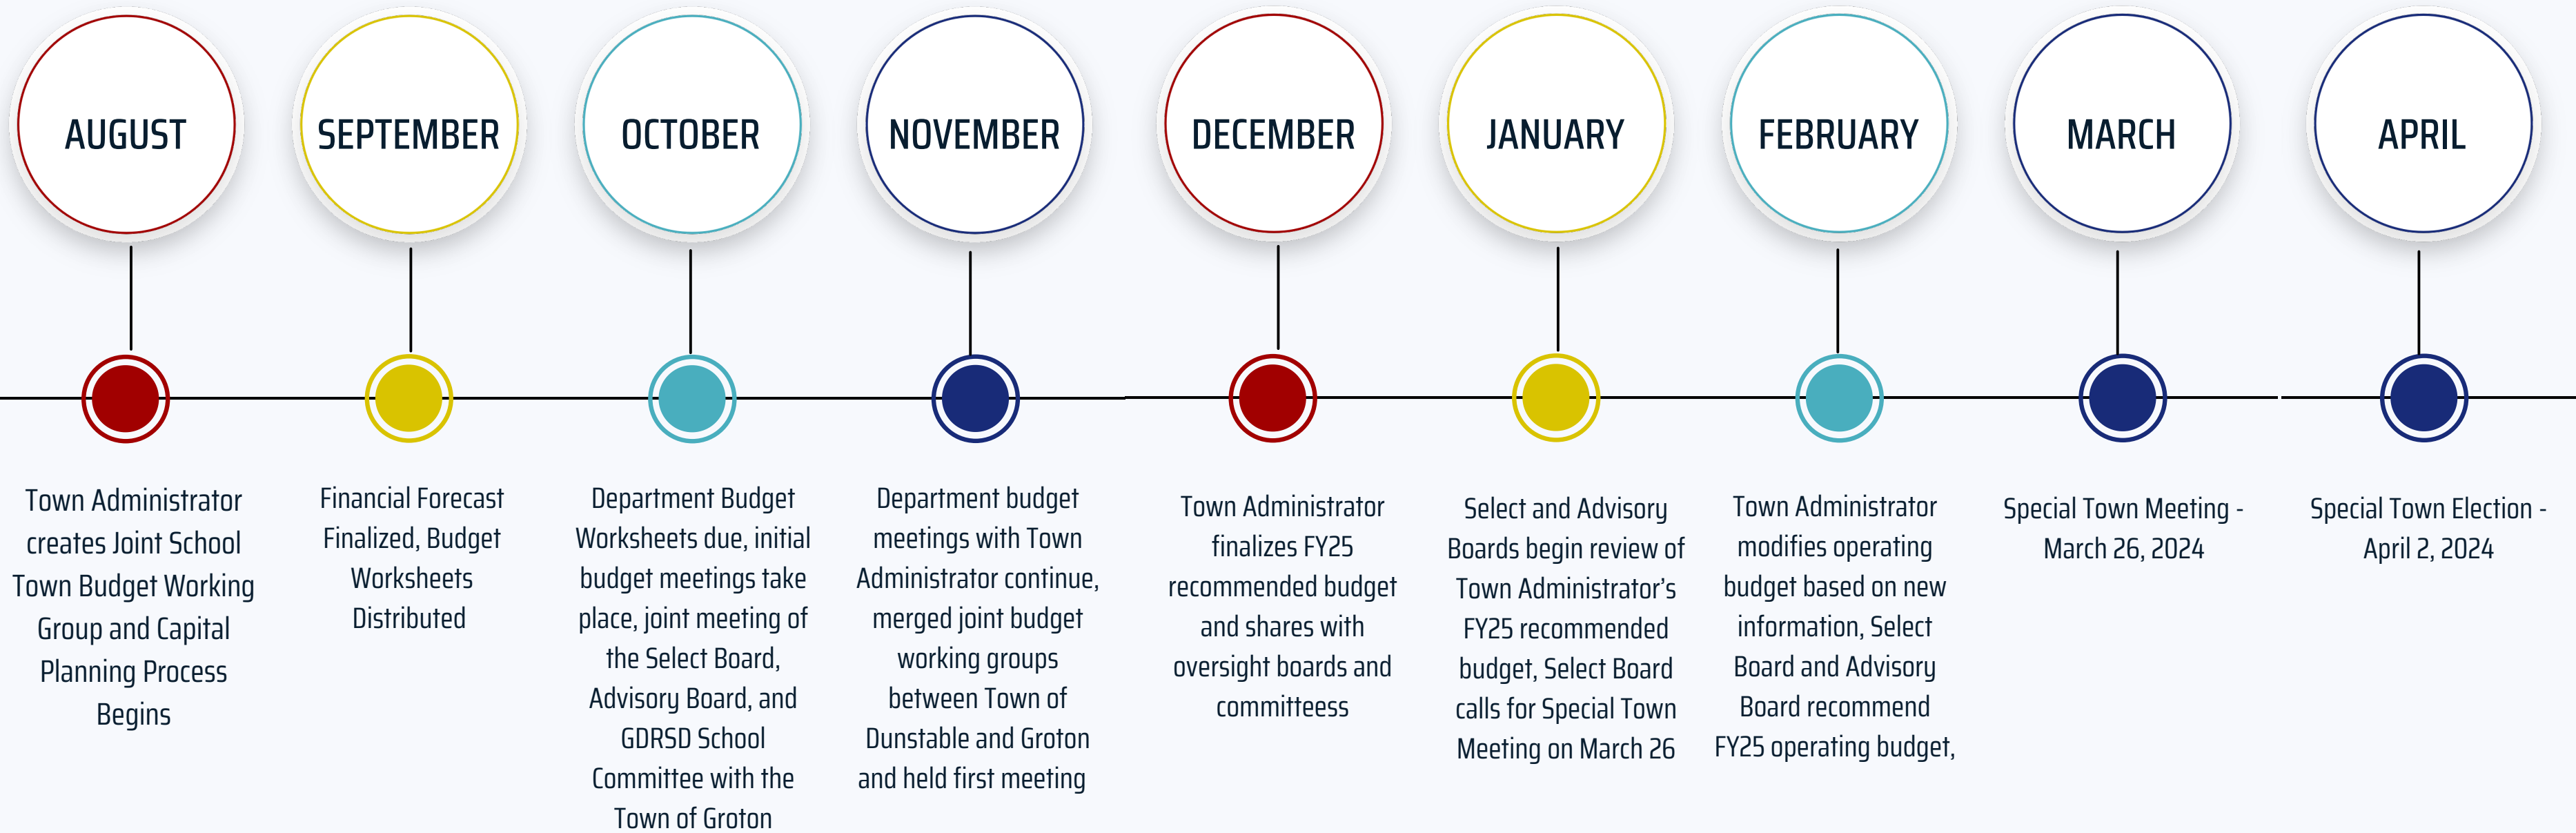 AUGUST
SEPTEMBER
OCTOBER
NOVEMBER
DECEMBER
JANUARY
FEBRUARY
MARCH
APRIL
Town Administrator
creates Joint School
Town Budget Working
Group and Capital
Planning Process
Begins
Financial Forecast
Finalized, Budget
Worksheets
Distributed
Department Budget
Worksheets due, initial
budget meetings take
place, joint meeting of
the Select Board,
Advisory Board, and
GDRSD School
Committee with the
Town of Groton
Department budget
meetings with Town
Administrator continue,
merged joint budget
working groups
between Town of
Dunstable and Groton
and held first meeting
Town Administrator
finalizes FY25
recommended budget
and shares with
oversight boards and
committeess
Select and Advisory
Boards begin review of
Town Administrator’s
FY25 recommended
budget, Select Board
calls for Special Town
Meeting on March 26
Town Administrator
modifies operating
budget based on new
information, Select
Board and Advisory
Board recommend
FY25 operating budget,
Special Town Meeting -
March 26, 2024
Special Town Election -
April 2, 2024